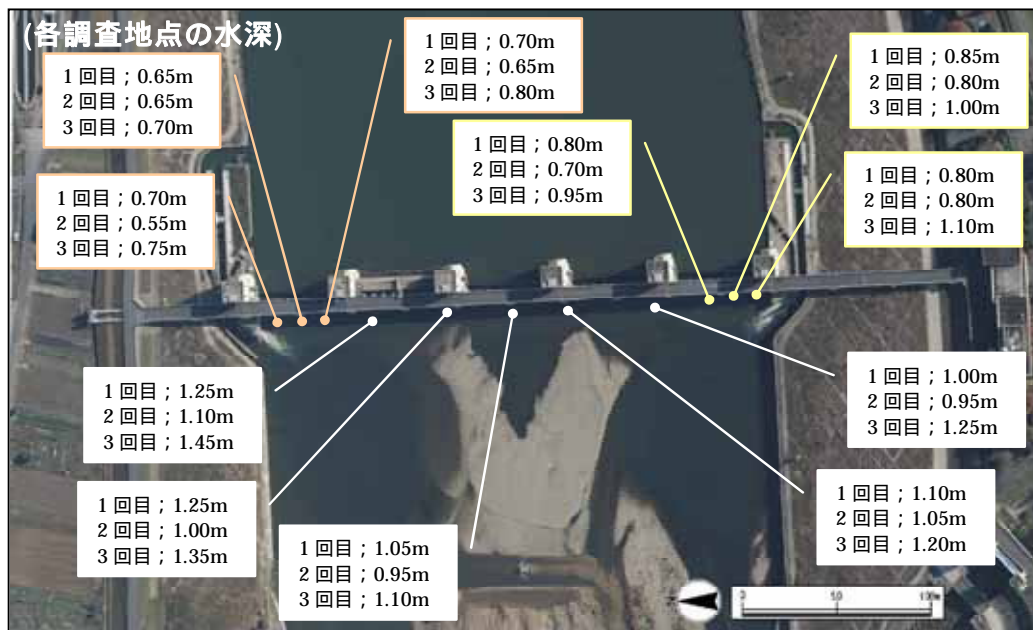 (各調査地点の水深)
1回目；0.65m
2回目；0.65m
3回目；0.70m
1回目；0.70m
2回目；0.65m
3回目；0.80m
1回目；0.85m
2回目；0.80m
3回目；1.00m
1回目；0.80m
2回目；0.70m
3回目；0.95m
1回目；0.70m
2回目；0.55m
3回目；0.75m
1回目；0.80m
2回目；0.80m
3回目；1.10m
1回目；1.25m
2回目；1.10m
3回目；1.45m
1回目；1.00m
2回目；0.95m
3回目；1.25m
1回目；1.25m
2回目；1.00m
3回目；1.35m
1回目；1.05m
2回目；0.95m
3回目；1.10m
1回目；1.10m
2回目；1.05m
3回目；1.20m
0 50 100m